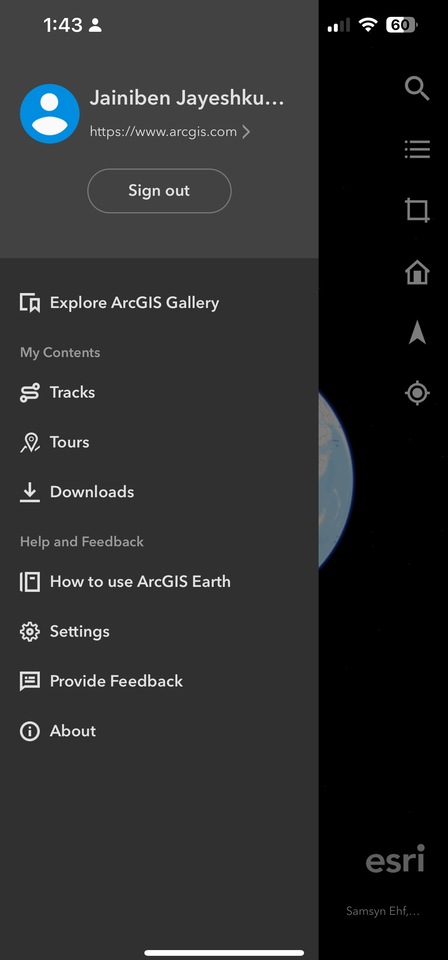 1:43
60
Jainiben Jayeshku...
https://www.arcgis.com
Sign out
Explore ArcGIS Gallery
My Contents
Tracks
Tours
Downloads
Help and Feedback
How to use ArcGIS Earth
Settings
Provide Feedback
About
esri
Samsyn Ehf,...